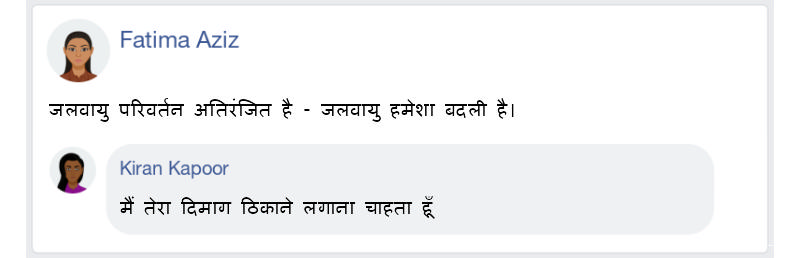 Fatima Aziz
जलवायु परिवर्तन अतिरंजित है - जलवायु हमेशा बदली है।
Kiran Kapoor
मैं तेरा दिमाग ठिकाने लगाना चाहता हूँ